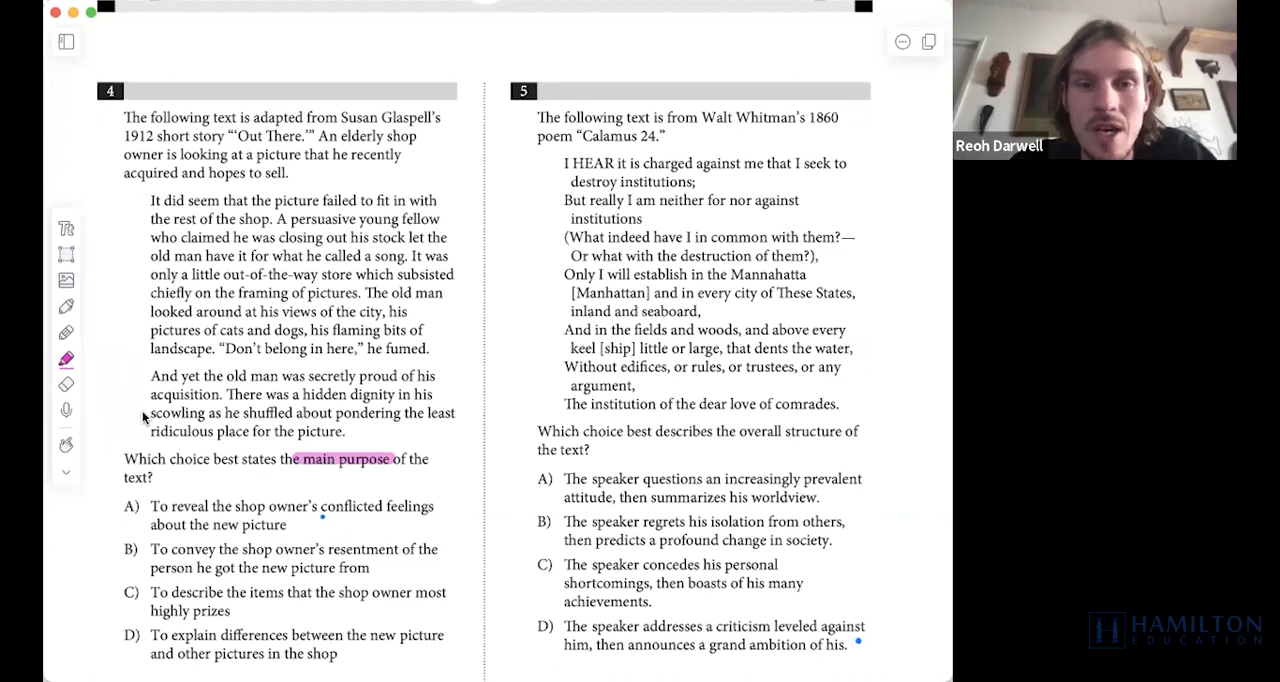 4
The following text is adapted from Susan Glaspell's
1912 short story “‘Out There.’” An elderly shop
owner is looking at a picture that he recently
acquired and hopes to sell.
It did seem that the picture failed to fit in with
the rest of the shop. A persuasive young fellow
who claimed he was closing out his stock let the
old man have it for what he called a song. It was
only a little out-of-the-way store which subsisted
chiefly on the framing of pictures. The old man
looked around at his views of the city, his
pictures of cats and dogs, his flaming bits of
landscape. “Don’t belong in here,” he fumed.
And yet the old man was secretly proud of his
acquisition. There was a hidden dignity in his
scowling as he shuffled about pondering the least
ridiculous place for the picture.
Which choice best states the main purpose of the
text?
A) To reveal the shop owner’s conflicted feelings
about the new picture
B) To convey the shop owner’s resentment of the
person he got the new picture from
C) To describe the items that the shop owner most
highly prizes
D) To explain differences between the new picture
and other pictures in the shop
5
The following text is from Walt Whitman’s 1860
poem “Calamus 24.”
I HEAR it is charged against me that I seek to
destroy institutions;
But really I am neither for nor against
institutions
(What indeed have I in common with them?—
Or what with the destruction of them?),
Only I will establish in the Mannahatta
[Manhattan] and in every city of These States,
inland and seaboard,
And in the fields and woods, and above every
keel [ship] little or large, that dents the water,
Without edifices, or rules, or trustees, or any
argument,
The institution of the dear love of comrades.
Which choice best describes the overall structure of
the text?
A) The speaker questions an increasingly prevalent
attitude, then summarizes his worldview.
B) The speaker regrets his isolation from others,
then predicts a profound change in society.
C) The speaker concedes his personal
shortcomings, then boasts of his many
achievements.
D) The speaker addresses a criticism leveled against
him, then announces a grand ambition of his.
Reoh Darwell
HAMILTON
EDUCATION